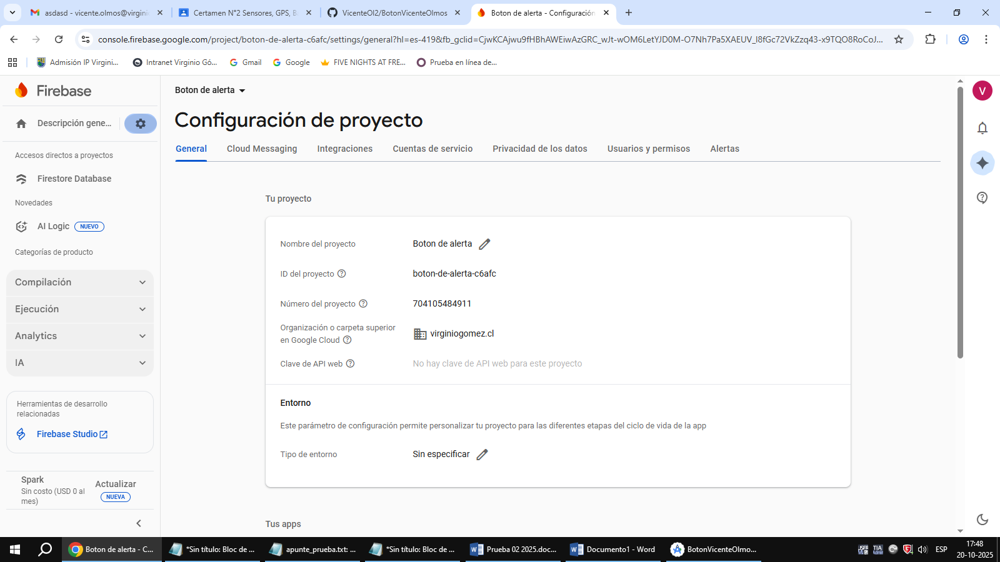 asdasd - vicente.olmos@virgini
Certamen N°2 Sensores, GPS, B
VicenteOl2/BotonVicenteOlmos
Boton de alerta - Configuración
console.firebase.google.com/project/boton-de-alerta-c6afc/settings/general?hl=es-419&fb_gclid=CjwKCAjwu9fHBhAWEiwAzGRC_wJt-wOM6LetYJD0M-O7Nh7Pa5XAEUV_I8fGc72VkZzq43-x9TQO8RoCoJ...
Admisión IP Virgini...
Intranet Virginio Gó...
Gmail
Google
FIVE NIGHTS AT FRE...
Prueba en línea de...
Firebase
Boton de alerta
V
Descripción gene...
Configuración de proyecto
General
Cloud Messaging
Integraciones
Cuentas de servicio
Privacidad de los datos
Usuarios y permisos
Alertas
Accesos directos a proyectos
Firestore Database
Novedades
AI Logic
NUEVO
Categorías de producto
Compilación
Ejecución
Analytics
IA
Herramientas de desarrollo
relacionadas
Firebase Studio
Spark
Sin costo (USD 0 al
mes)
Actualizar
NUEVA
Tu proyecto
Nombre del proyecto
Boton de alerta
ID del proyecto
boton-de-alerta-c6afc
Número del proyecto
704105484911
Organización o carpeta superior
en Google Cloud
virginiogomez.cl
Clave de API web
No hay clave de API web para este proyecto
Entorno
Este parámetro de configuración permite personalizar tu proyecto para las diferentes etapas del ciclo de vida de la app
Tipo de entorno
Sin especificar
Tus apps
Boton de alerta - C...
*Sin título: Bloc de ...
apunte_prueba.txt: ...
*Sin título: Bloc de ...
Prueba 02 2025.doc...
Documento1 - Word
BotonVicenteOlmo...
ESP
17:48
20-10-2025